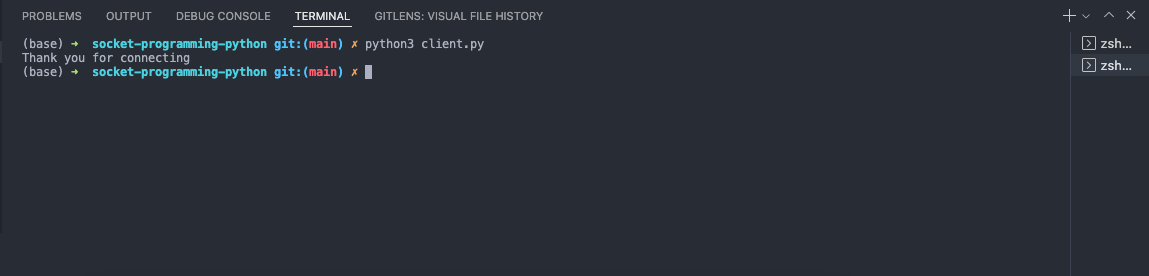 PROBLEMS OUTPUT DEBUG CONSOLE TERMINAL GITLENS: VISUAL FILE HISTORY
(base) ➜ socket-programming-python git:(main) ✗ python3 client.py
Thank you for connecting
(base) ➜ socket-programming-python git:(main) ✗
zsh...
zsh...